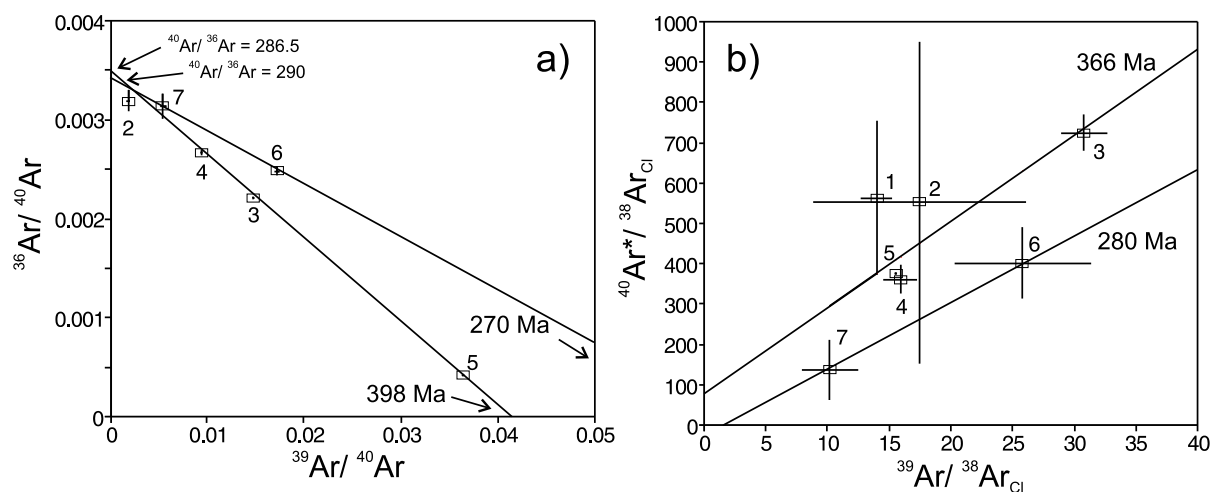 a)
0.004
0.003
0.002
0.001
0
³⁶Ar/ ⁴⁰Ar
⁴⁰Ar/ ³⁶Ar = 286.5
⁴⁰Ar/ ³⁶Ar = 290
2
7
4
6
3
5
270 Ma
398 Ma
0 0.01 0.02 0.03 0.04 0.05
³⁹Ar/ ⁴⁰Ar
b)
1000
900
800
700
600
500
400
300
200
100
0
⁴⁰Ar*/ ³⁸Ar_Cl
366 Ma
3
1
2
5
4
6
280 Ma
7
0 5 10 15 20 25 30 35 40
³⁹Ar/ ³⁸Ar_Cl